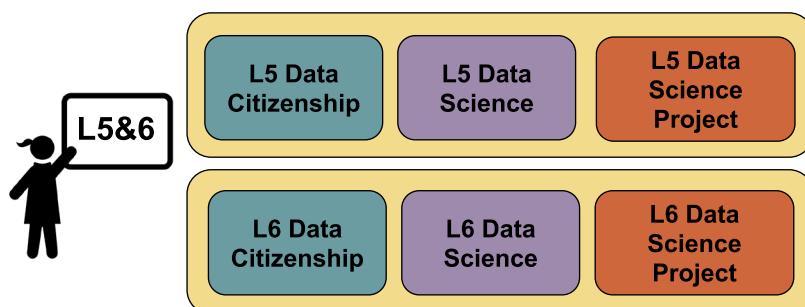 L5&6
L5 Data
Citizenship
L5 Data
Science
L5 Data
Science
Project
L6 Data
Citizenship
L6 Data
Science
L6 Data
Science
Project